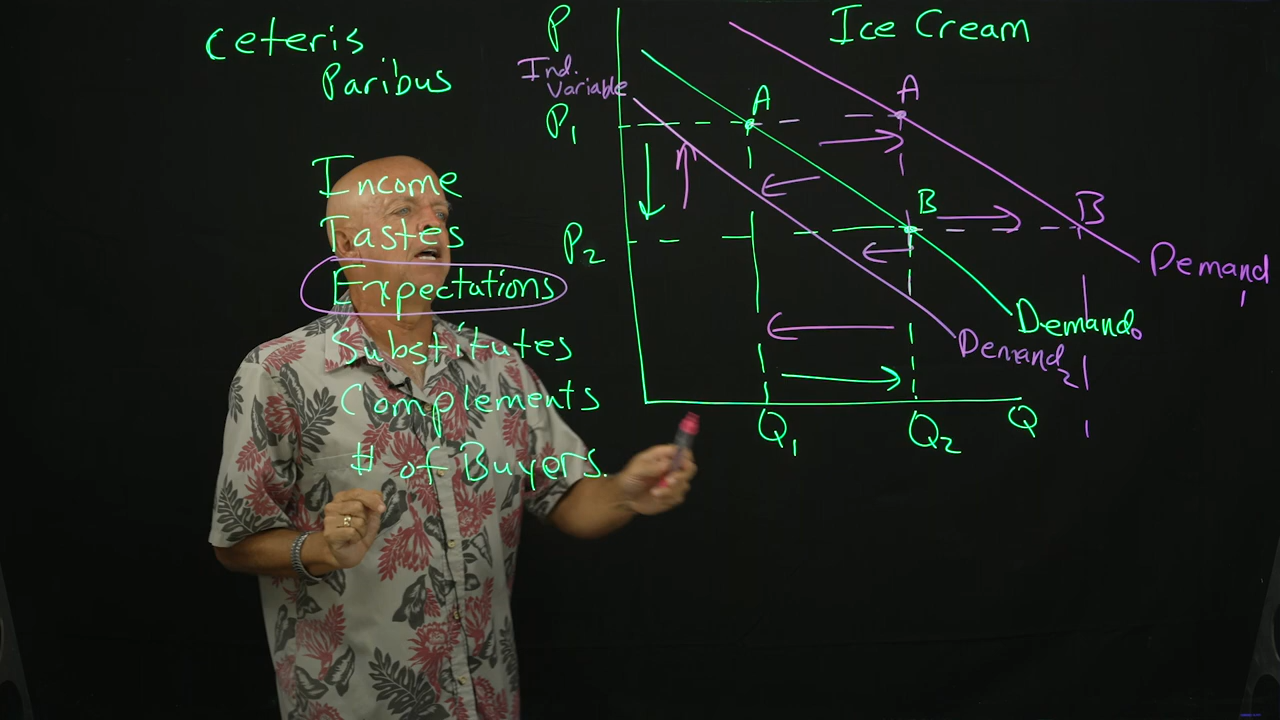 Ceteris
Paribus
Income
Tastes
Expectations
Substitutes
Complements
# of Buyers.
P
Ice Cream
Ind.
Variable
P1
A
A
B
B
P2
Demand1
Demand0
Demand2
Q1
Q2
Q